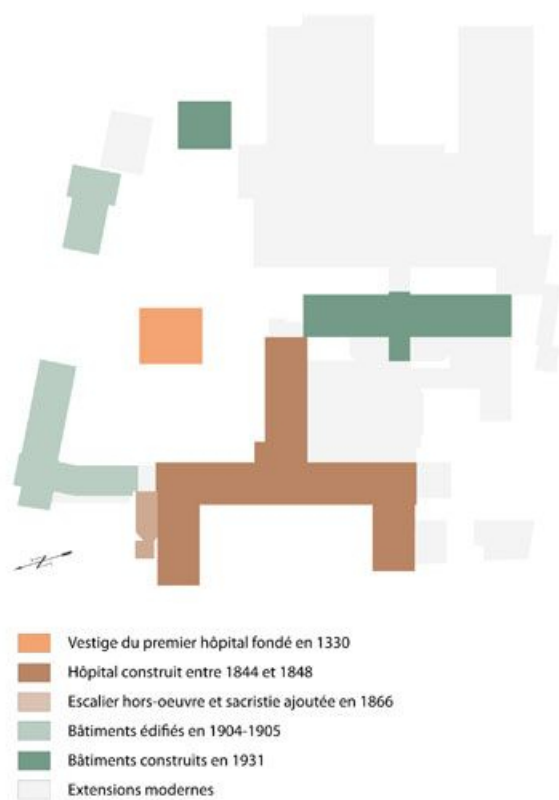 Vestige du premier hôpital fondé en 1330
Hôpital construit entre 1844 et 1848
Escalier hors-oeuvre et sacristie ajoutée en 1866
Bâtiments édifiés en 1904-1905
Bâtiments construits en 1931
Extensions modernes